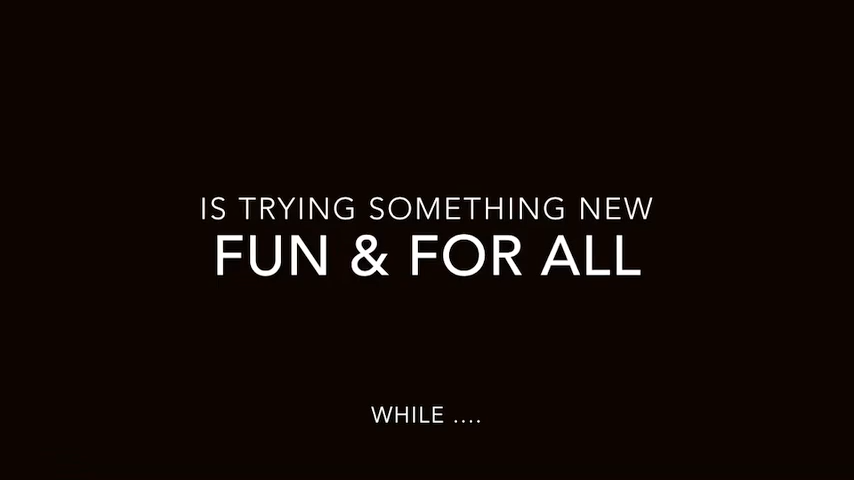 IS TRYING SOMETHING NEW
FUN & FOR ALL
WHILE ....